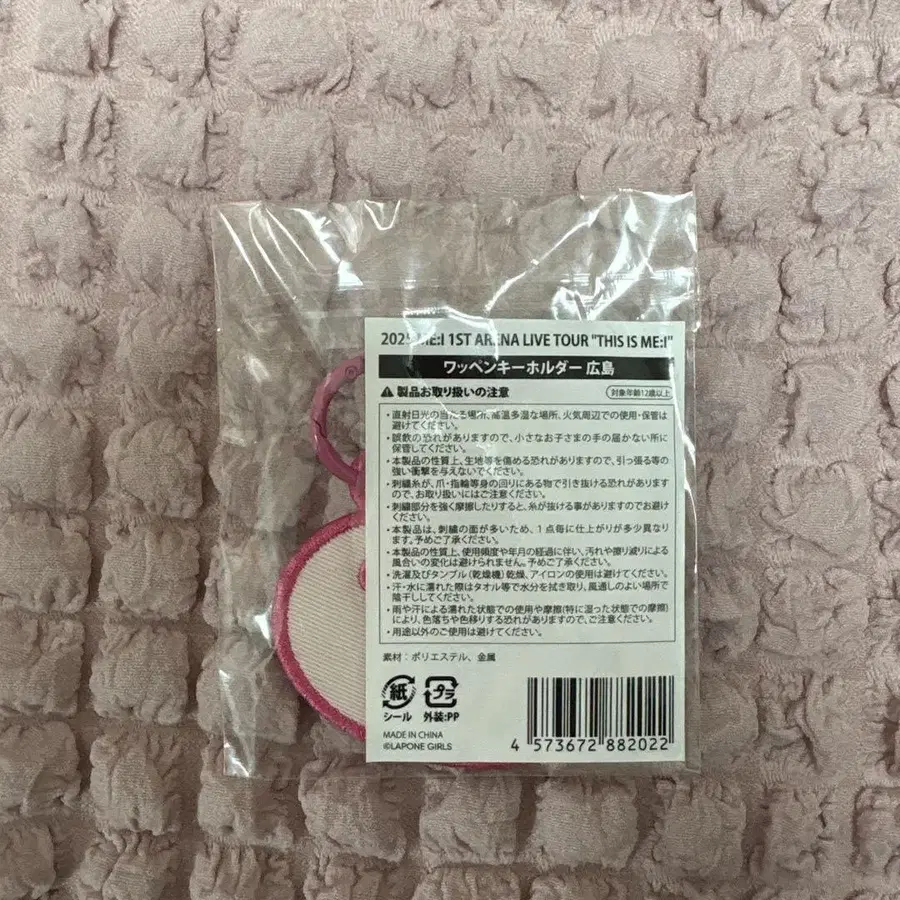 2025 ME:I 1ST ARENA LIVE TOUR "THIS IS ME:I"
ワッペンキーホルダー 広島
製品お取り扱いの注意
対象年齢12歳以上
・直射日光の当たる場所、高温多湿な場所、火気周辺での使用・保管は
避けてください。
・誤飲の恐れがありますので、小さなお子さまの手の届かない所に
保管してください。
・本製品の性質上、生地等を傷める恐れがありますので、引っ張る等の
強い衝撃を与えないでください。
・刺繍糸が、爪・指輪等身の回りにある物で引き抜ける恐れがあります
ので、お取り扱いにはご注意ください。
・刺繍部分を強く摩擦したりすると、糸が抜ける事がありますのでお避け
ください。
・本製品は、刺繍の面が多いため、1点毎に仕上がりが多少異なり
ます。予めご了承ください。
・本製品の性質上、使用頻度や年月の経過に伴い、汚れや擦り減りによる
風合いの変化は避けられません。予めご了承ください。
・洗濯及びタンブル（乾燥機）乾燥、アイロンの使用は避けてください。
・汗・水に濡れた際はタオル等で水分を拭き取り、風通しのよい場所で
陰干ししてください。
・雨や汗による濡れた状態での使用や摩擦(特に湿った状態での摩擦)
により、色落ちや色移りする恐れがありますので、ご注意ください。
・用途以外のご使用は避けてください。
素材：ポリエステル、金属
紙
プラ
シール
外装:PP
MADE IN CHINA
©LAPONE GIRLS
4 573672 882022